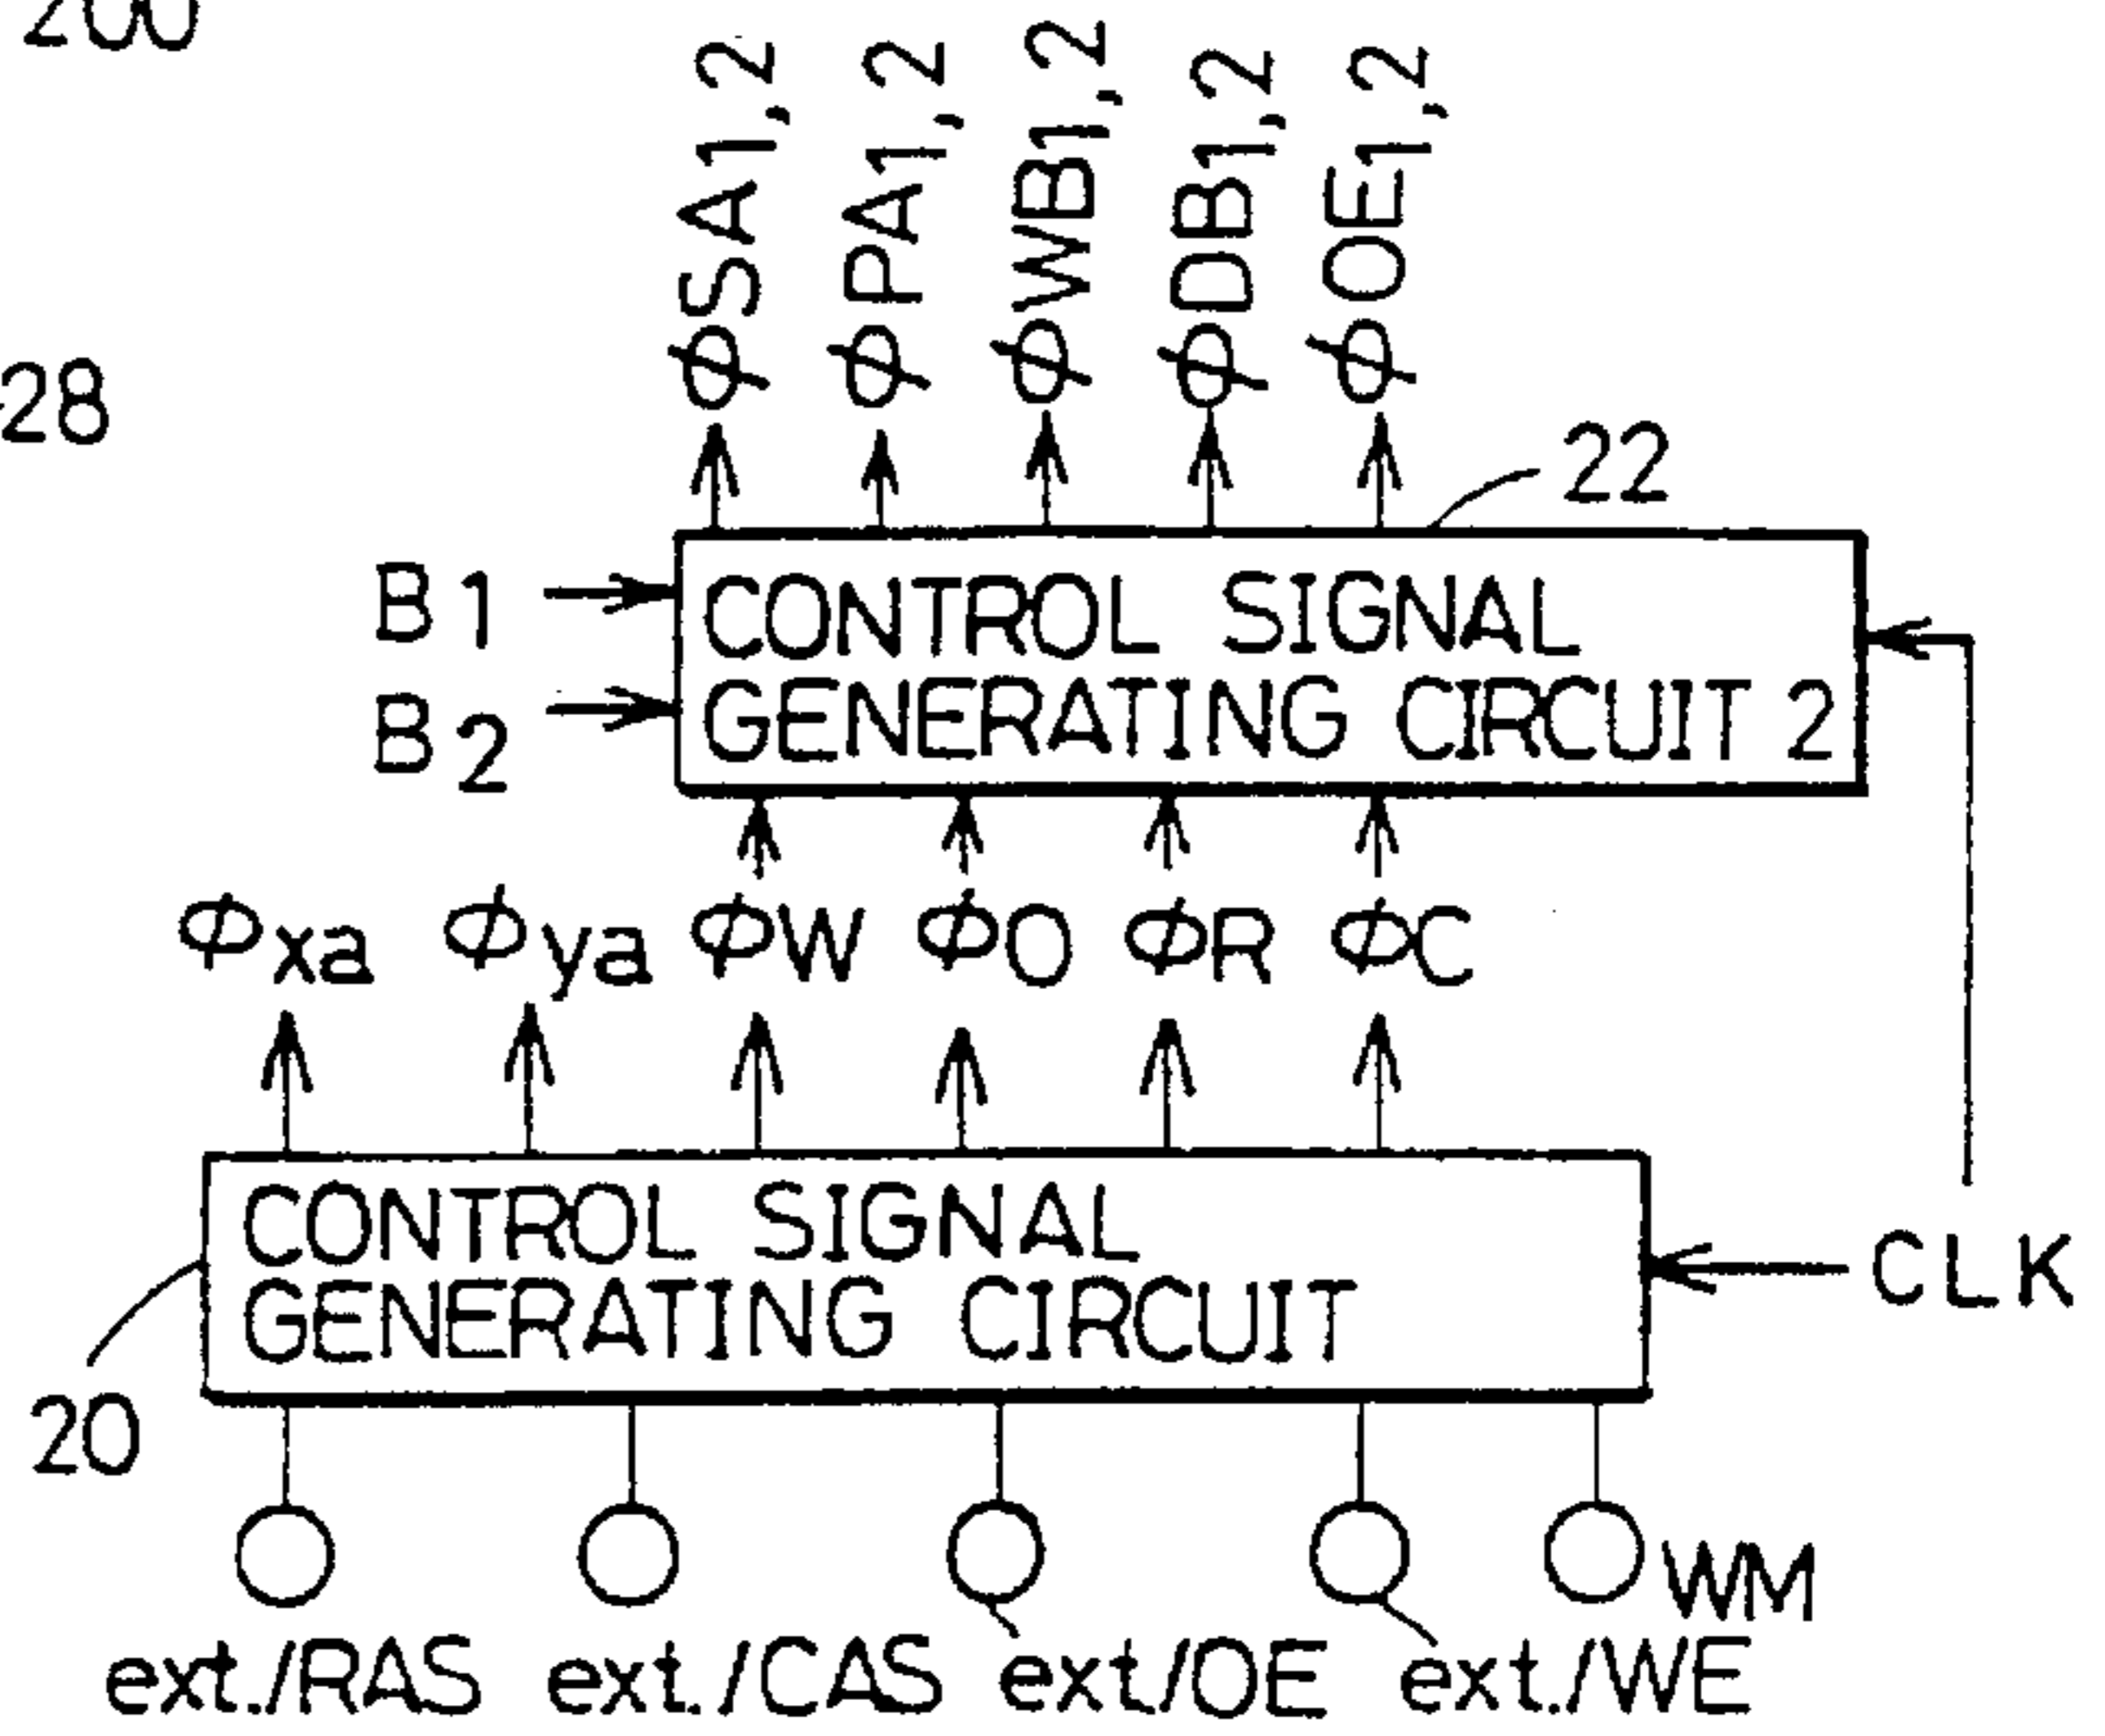 200
φSA1,2
φPA1,2
φWB1,2
φDB1,2
φOE1,2
28
22
B1
B2
CONTROL SIGNAL
GENERATING CIRCUIT 2
φxa φya φW φO φR φC
CONTROL SIGNAL
GENERATING CIRCUIT
CLK
20
WM
ext./RAS ext./CAS ext/OE ext./WE